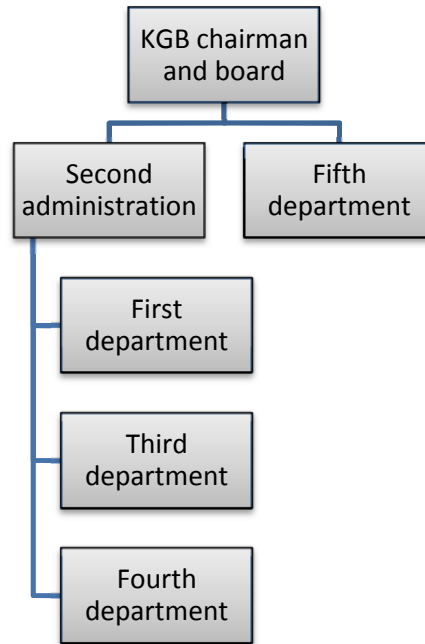 KGB chairman
and board
Second
administration
Fifth
department
First
department
Third
department
Fourth
department